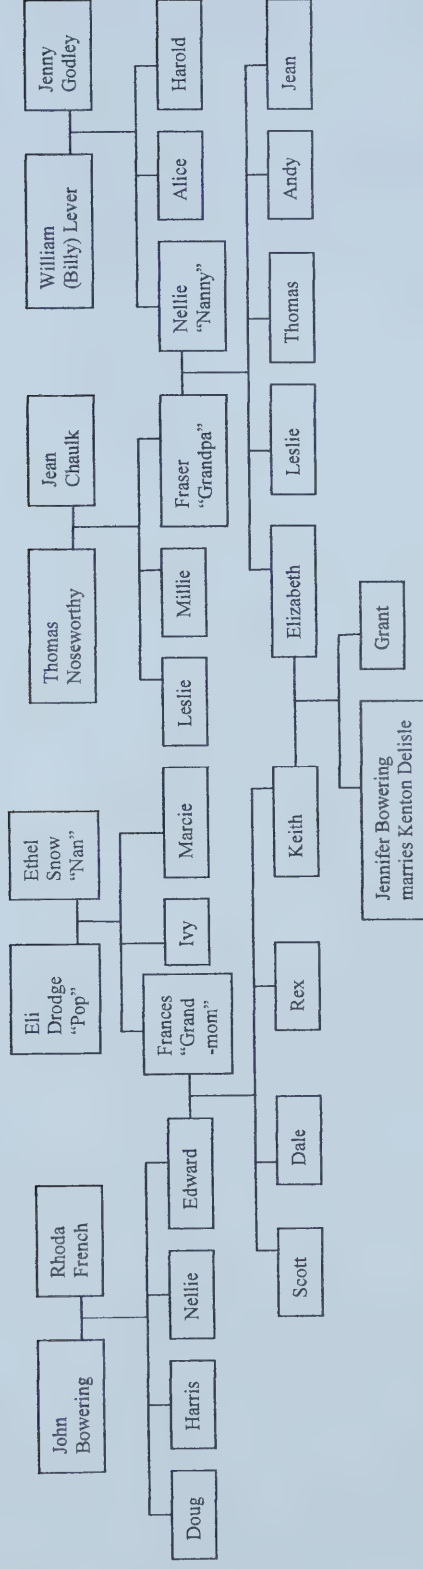 John
Bowering
Rhoda
French
Eli
Drodge
“Pop”
Ethel
Snow
“Nan”
Thomas
Noseworthy
Jean
Chaulk
William
(Billy) Lever
Jenny
Godley
Doug
Harris
Nellie
Edward
Frances
“Grand
-mom”
Ivy
Marcie
Leslie
Millie
Fraser
“Grandpa”
Nellie
“Nanny”
Alice
Harold
Scott
Dale
Rex
Keith
Elizabeth
Leslie
Thomas
Andy
Jean
Jennifer Bowering
marries Kenton Delisle
Grant